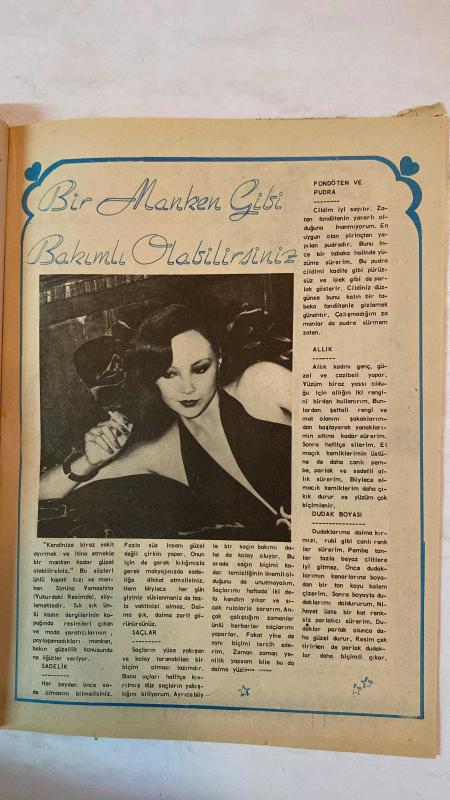 Bir Manken Gibi
Bakımlı Olabilirsiniz
"Kendinize biraz vakit
ayırmak ve itina etmekle
bir manken kadar güzel
olabilirsiniz." Bu sözleri
ünlü kapak kızı ve man-
ken Simino Yamashita
(Yukardaki Resimde), söy-
lemektedir. Sık sık ün-
lü kadın dergilerinin ka-
pağında resimleri çıkan
ve moda yaratıcılarının
paylaşamadıkları manken,
bakın güzellik konusunda
ne öğütler veriyor.
SADELİK
Her şeyden önce sa-
de olmasını bilmelisiniz.
Fazla süs insanı güzel
değil çirkin yapar. Onun
için de gerek kılığınızla
gerek makyajınızda sade-
liğe dikkat etmelisiniz.
Hem böylece her gün
giyinip süslenmeniz de faz-
la vaktinizi almaz. Dai-
ma şık, daima zarif gö-
rünürsünüz.
SAÇLAR
Saçların yüze yakışan
ve kolay taranabilen bir
biçim olması lazımdır.
Bana uçları hafifçe kıv-
rılmış düz saçların yakış-
tığını biliyorum. Ayrıca böy
le bir saçın bakımı da-
ha da kolay oluyor. Bu
arada saçın biçimi ka-
dar temizliğinin önemli ol-
duğunu da unutmayalım.
Saçlarımı haftada iki de-
fa kendim yıkar ve sı-
cak rulolarla sararım. An-
çak çalıştığım zamanlar
ünlü berberler saçlarımı
yaparlar. Fakat yine de
aynı biçimi tercih ede-
rim. Zaman zaman ye-
nilik yapsam bile bu da
daima yüzüme
FONDÖTEN VE
PUDRA
Cildim iyi sayılır. Za-
ten fondötenin yararlı ol-
duğuna inanmıyorum. En
uygun olan pirinçten ya-
pılan pudradır. Bunu in-
ce bir tabaka halinde yü-
züme sürerim. Bu pudra
cildimi kadife gibi pürüz-
süz ve ipek gibi de par-
lak gösterir. Cildiniz düz-
günse bunu kalın bir ta-
baka fondötenle gizlemek
günahtır. Çalışmadığım za
manlar da pudra sürmem
zaten.
ALLIK
Allık kadını genç, gü-
zel ve cazibeli yapar.
Yüzüm biraz yassı oldu-
ğu için allığın iki rengi-
ni birden kullanırım. Bun-
lardan şeftali rengi ve
mat olanını şakaklarım-
dan başlayarak yanakları-
mın altına kadar sürerim.
Sonra hafifçe silerim. El
macık kemiklerimin üstü-
ne de daha canlı pem-
be, parlak ve sedefli al-
lık sürerim. Böylece el-
macık kemiklerim daha çı-
kık durur ve yüzüm çok
biçimlenir.
DUDAK BOYASI
Dudaklarıma daima kır-
mızı, rubi gibi canlı renk
ler sürerim. Pembe ton-
lar fazla beyaz ciltlere
iyi gitmez. Önce dudak-
larımın kenarlarına boya-
dan bir ton koyu kalem
çizerim. Sonra boyayla du-
daklarımı doldururum. Ni-
hayet üste bir kat renk-
siz parlatıcı sürerim. Du-
daklar parlak olunca da-
ha güzel durur. Resim çek
tirirken de parlak dudak-
lar daha biçimli çıkar.